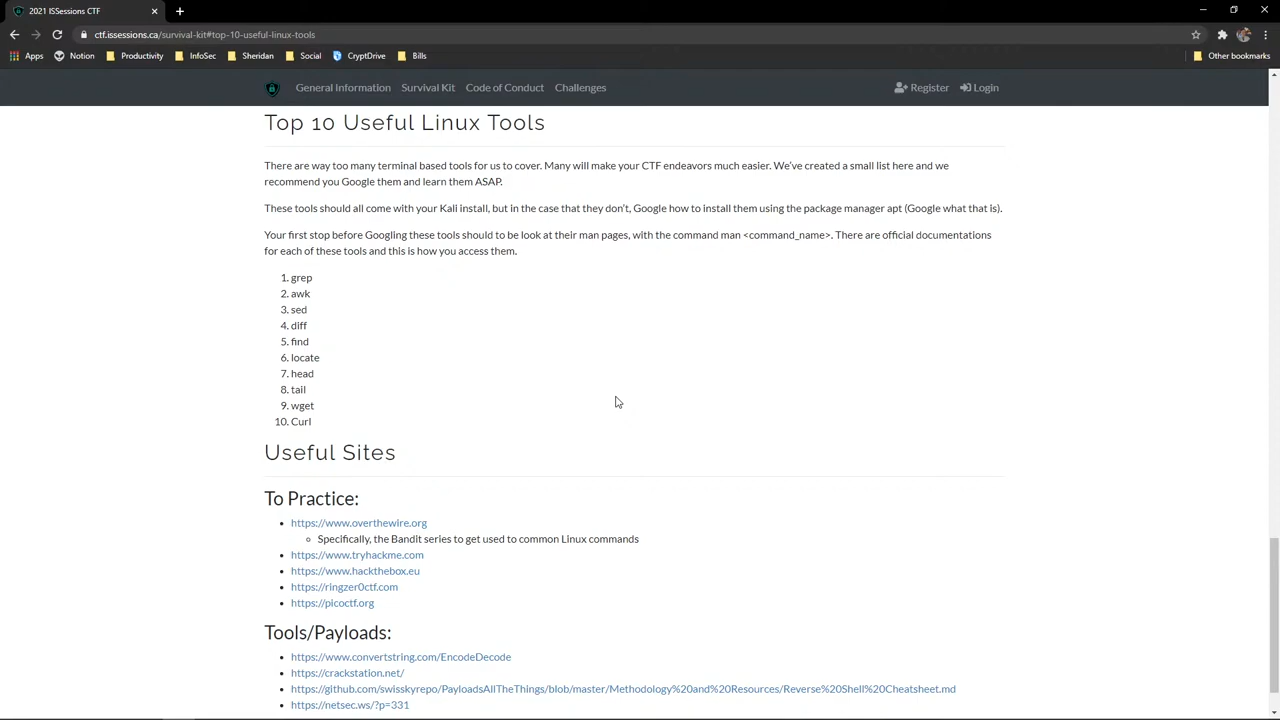 2021 ISSessions CTF
ctf.issessions.ca/survival-kit#top-10-useful-linux-tools
Apps Notion Productivity InfoSec Sheridan Social CryptDrive Bills Other bookmarks
General Information Survival Kit Code of Conduct Challenges Register Login
Top 10 Useful Linux Tools
There are way too many terminal based tools for us to cover. Many will make your CTF endeavors much easier. We've created a small list here and we
recommend you Google them and learn them ASAP.
These tools should all come with your Kali install, but in the case that they don't, Google how to install them using the package manager apt (Google what that is).
Your first stop before Googling these tools should to be look at their man pages, with the command man <command_name>. There are official documentations
for each of these tools and this is how you access them.
1. grep
2. awk
3. sed
4. diff
5. find
6. locate
7. head
8. tail
9. wget
10. Curl
Useful Sites
To Practice:
https://www.overthewire.org
Specifically, the Bandit series to get used to common Linux commands
https://www.tryhackme.com
https://www.hackthebox.eu
https://ringzer0ctf.com
https://picoctf.org
Tools/Payloads:
https://www.convertstring.com/EncodeDecode
https://crackstation.net/
https://github.com/swisskyrepo/PayloadsAllTheThings/blob/master/Methodology%20and%20Resources/Reverse%20Shell%20Cheatsheet.md
https://netsec.ws/?p=331